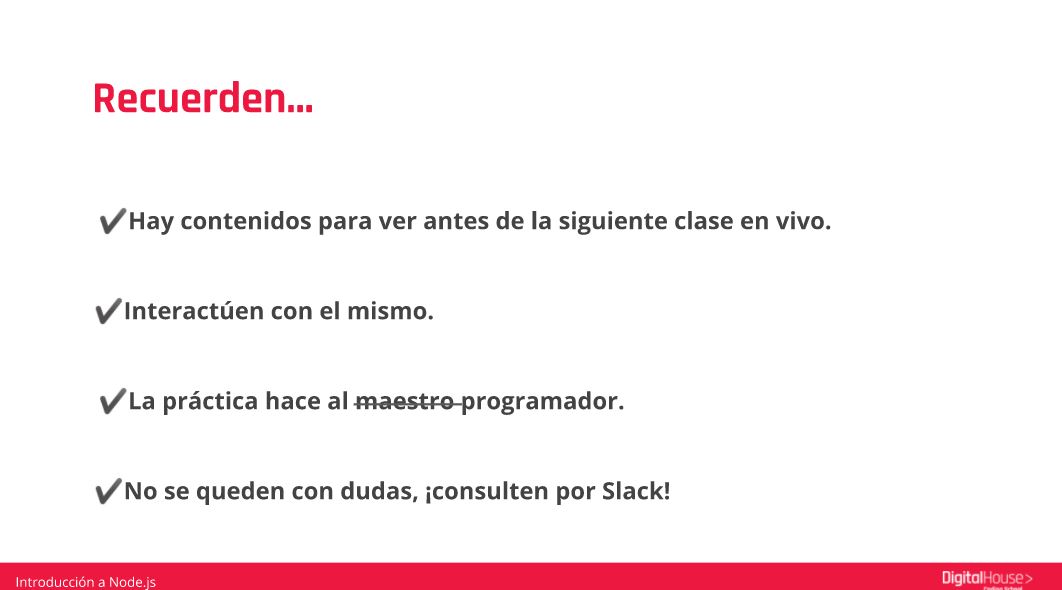 Recuerden...
✔Hay contenidos para ver antes de la siguiente clase en vivo.
✔Interactúen con el mismo.
✔La práctica hace al maestro programador.
✔No se queden con dudas, ¡consulten por Slack!
Introducción a Node.js
DigitalHouse>
Coding School